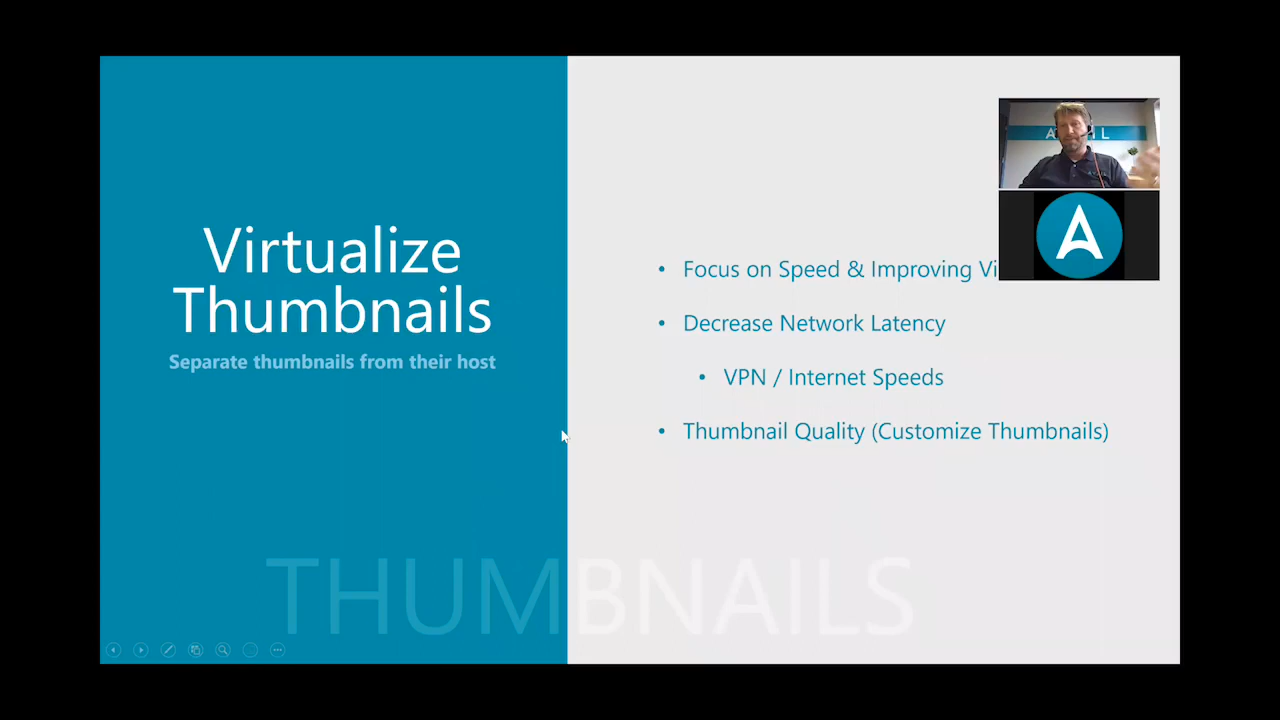 Virtualize
Thumbnails
Separate thumbnails from their host
• Focus on Speed & Improving
• Decrease Network Latency
• VPN / Internet Speeds
• Thumbnail Quality (Customize Thumbnails)
THUMBNAILS
A